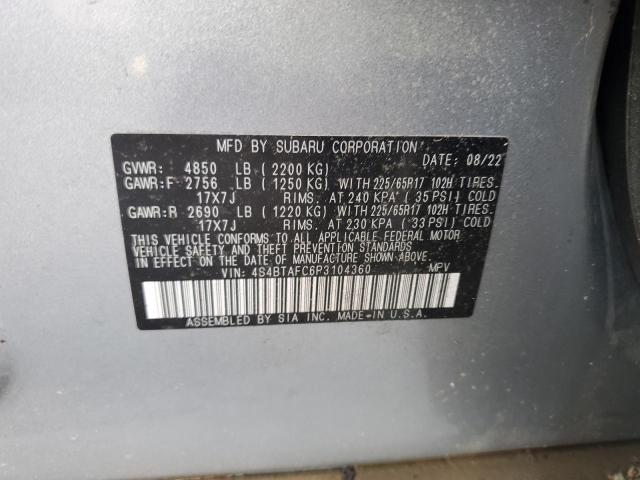 MFD BY SUBARU CORPORATION
DATE: 08/22
GVWR: 4850 LB (2200 KG)
GAWR:F 2756 LB (1250 KG) WITH 225/65R17 102H TIRES,
17X7J RIMS. AT 240 KPA (35 PSI) COLD
GAWR:R 2690 LB (1220 KG) WITH 225/65R17 102H TIRES,
17X7J RIMS. AT 230 KPA (33 PSI) COLD
THIS VEHICLE CONFORMS TO ALL APPLICABLE FEDERAL MOTOR
VEHICLE SAFETY AND THEFT PREVENTION STANDARDS
IN EFFECT ON THE DATE OF MANUFACTURE SHOWN ABOVE.
VIN: 4S4BTAFC6P3104360 MPV
ASSEMBLED BY SIA INC. MADE-IN U.S.A.